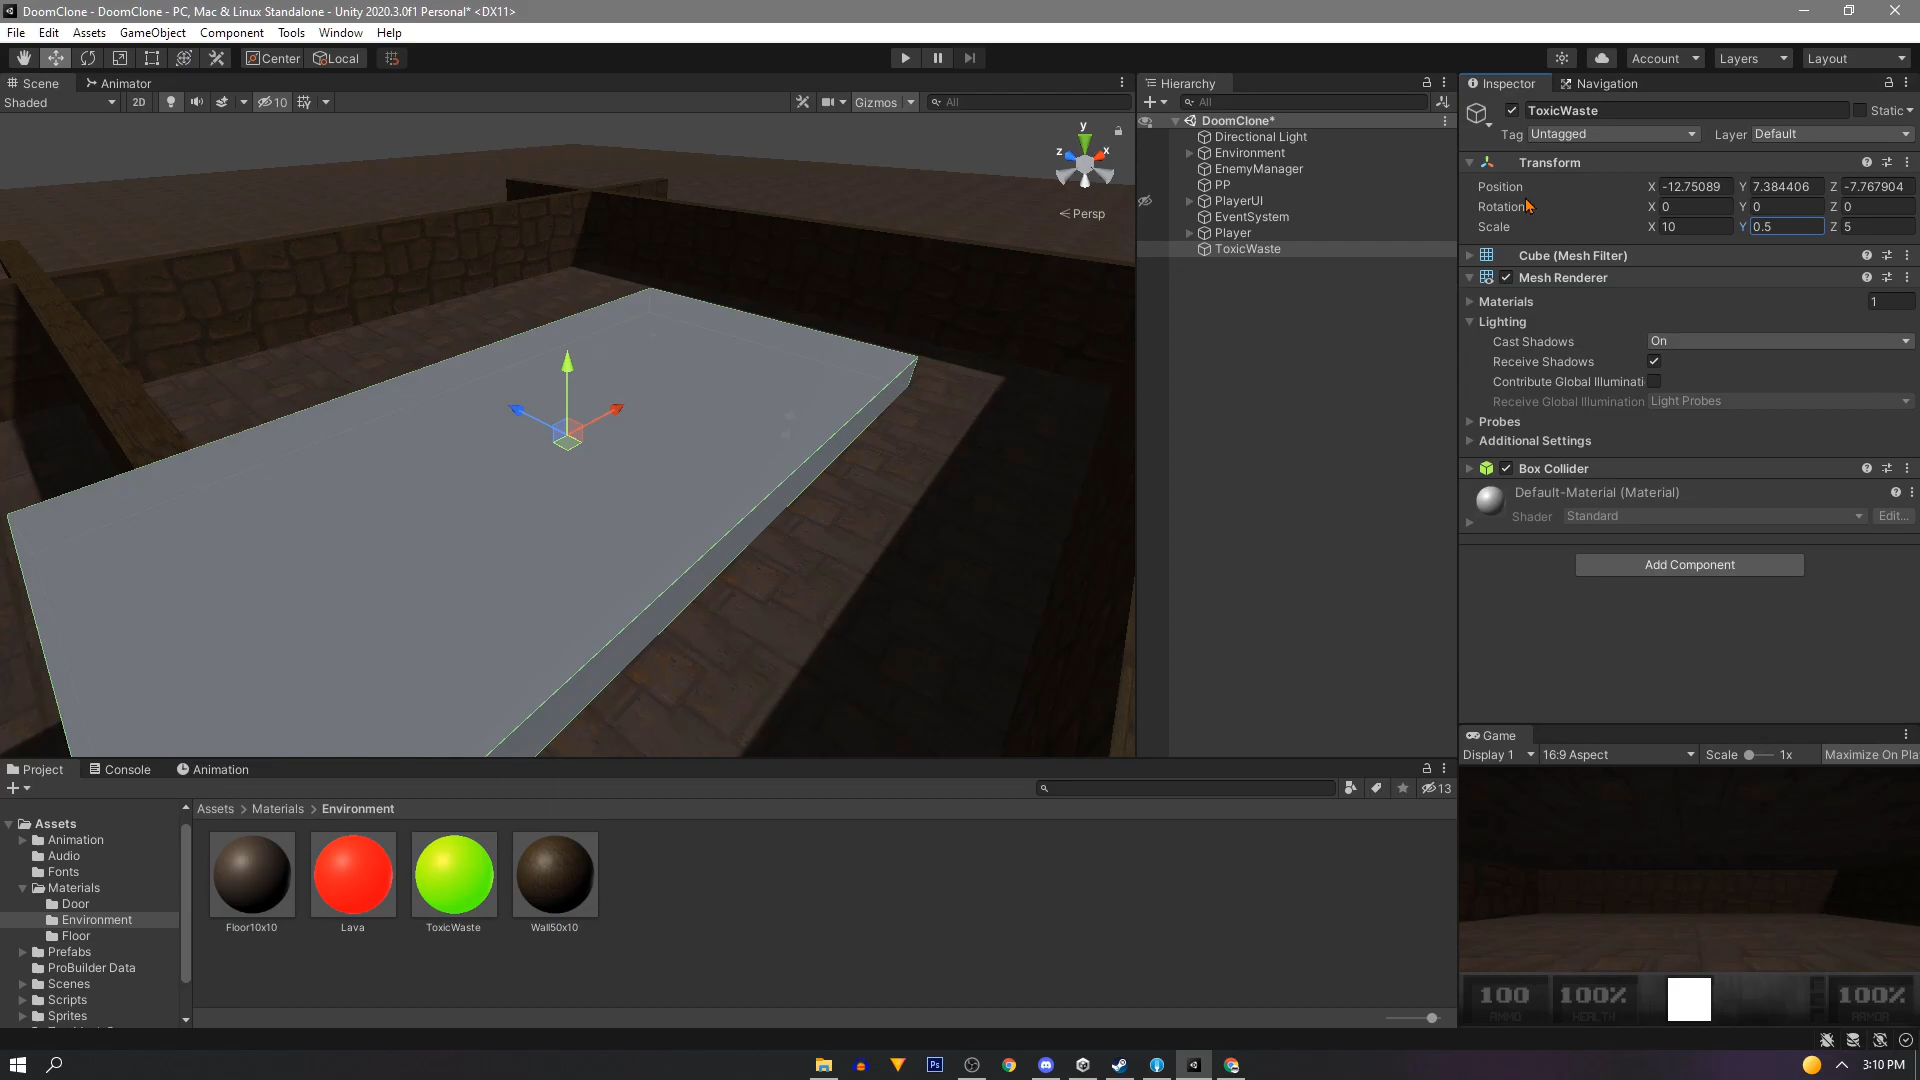 DoomClone - DoomClone - PC, Mac & Linux Standalone - Unity 2020.3.0f1 Personal* <DX11>
File Edit Assets GameObject Component Tools Window Help
Center Local Account Layers Layout
Scene Animator
Shaded 2D 10 Gizmos All
y
z x
Persp
Hierarchy
All
DoomClone*
Directional Light
Environment
EnemyManager
PP
PlayerUI
EventSystem
Player
ToxicWaste
Inspector Navigation
ToxicWaste Static
Tag Untagged Layer Default
Transform
Position X -12.75089 Y 7.384406 Z -7.767904
Rotation X 0 Y 0 Z 0
Scale X 10 Y 0.5 Z 5
Cube (Mesh Filter)
Mesh Renderer
Materials 1
Lighting
Cast Shadows On
Receive Shadows
Contribute Global Illuminati
Receive Global Illumination Light Probes
Probes
Additional Settings
Box Collider
Default-Material (Material)
Shader Standard Edit...
Add Component
Game
Display 1 16:9 Aspect Scale 1x Maximize On Pla
100 100% 100%
AMMO HEALTH ARMOR
Project Console Animation
13
Assets > Materials > Environment
Assets
Animation
Audio
Fonts
Materials
Door
Environment
Floor
Prefabs
ProBuilder Data
Scenes
Scripts
Sprites
Floor10x10 Lava ToxicWaste Wall50x10
Ps
3:10 PM